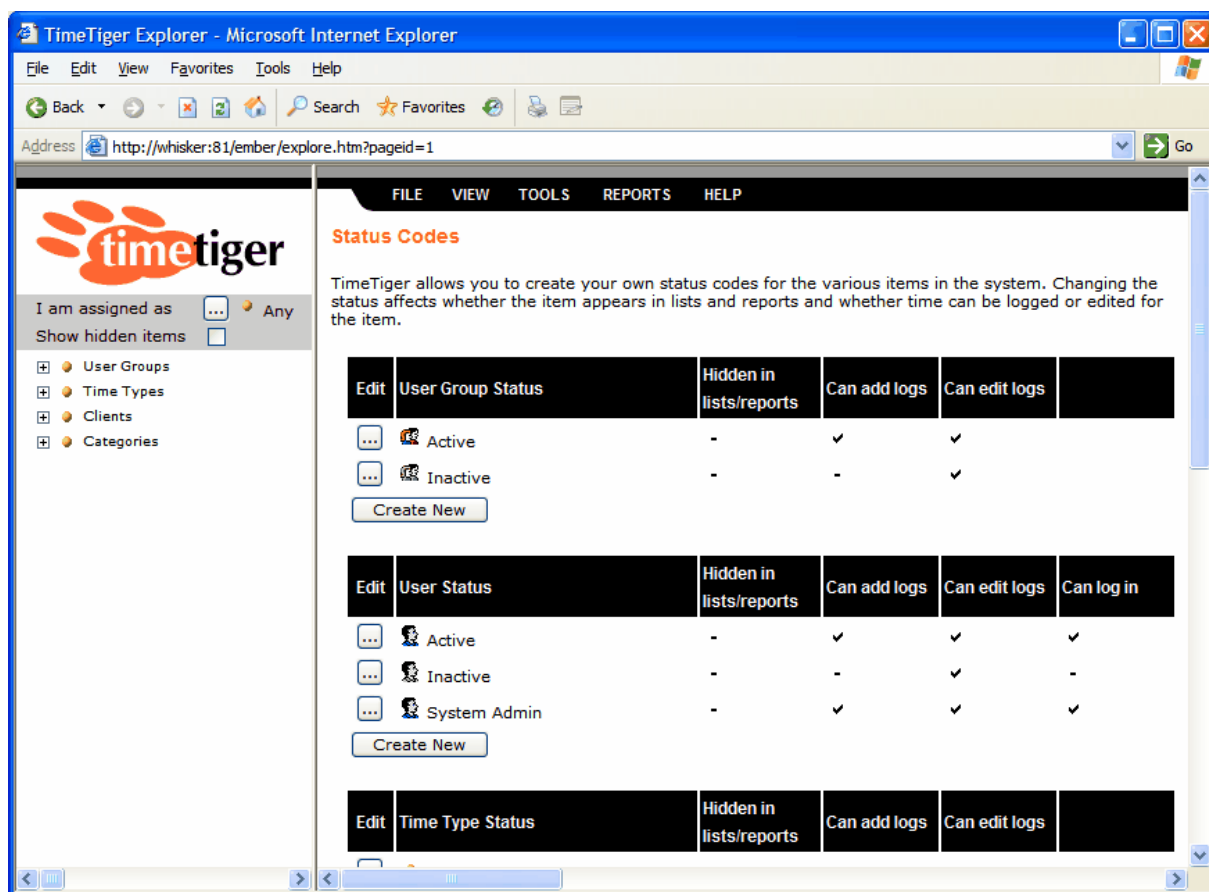 TimeTiger Explorer - Microsoft Internet Explorer
File Edit View Favorites Tools Help
Back Search Favorites
Address http://whisker:81/ember/explore.htm?pageid=1 Go
timetiger
I am assigned as ... Any
Show hidden items
User Groups
Time Types
Clients
Categories
FILE VIEW TOOLS REPORTS HELP
Status Codes
TimeTiger allows you to create your own status codes for the various items in the system. Changing the
status affects whether the item appears in lists and reports and whether time can be logged or edited for
the item.
Edit User Group Status Hidden in lists/reports Can add logs Can edit logs
... Active - ✔ ✔
... Inactive - - ✔
Create New
Edit User Status Hidden in lists/reports Can add logs Can edit logs Can log in
... Active - ✔ ✔ ✔
... Inactive - - ✔ -
... System Admin - ✔ ✔ ✔
Create New
Edit Time Type Status Hidden in lists/reports Can add logs Can edit logs